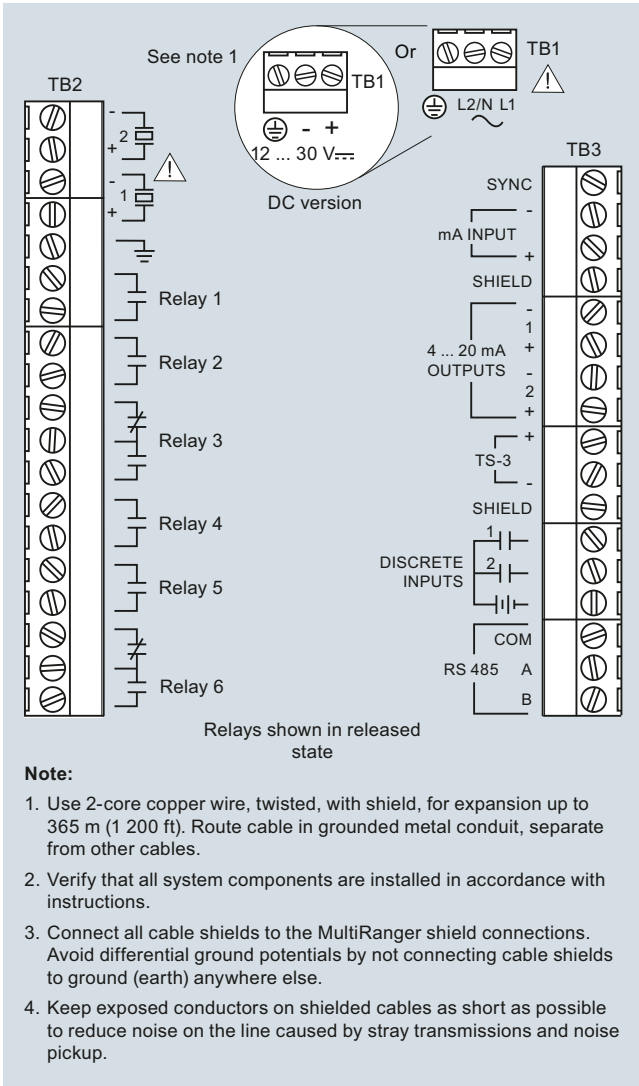 See note 1
TB1
Or
TB1
- +
12 ... 30 V
DC version
L2/N L1
TB2
-
2
+
-
1
+
Relay 1
Relay 2
Relay 3
Relay 4
Relay 5
Relay 6
TB3
SYNC
-
mA INPUT
+
SHIELD
-
1
+
4 ... 20 mA
OUTPUTS
-
2
+
+
TS-3
-
SHIELD
1
DISCRETE
INPUTS
2
COM
RS 485
A
B
Relays shown in released
state
Note:
1. Use 2-core copper wire, twisted, with shield, for expansion up to
365 m (1 200 ft). Route cable in grounded metal conduit, separate
from other cables.
2. Verify that all system components are installed in accordance with
instructions.
3. Connect all cable shields to the MultiRanger shield connections.
Avoid differential ground potentials by not connecting cable shields
to ground (earth) anywhere else.
4. Keep exposed conductors on shielded cables as short as possible
to reduce noise on the line caused by stray transmissions and noise
pickup.